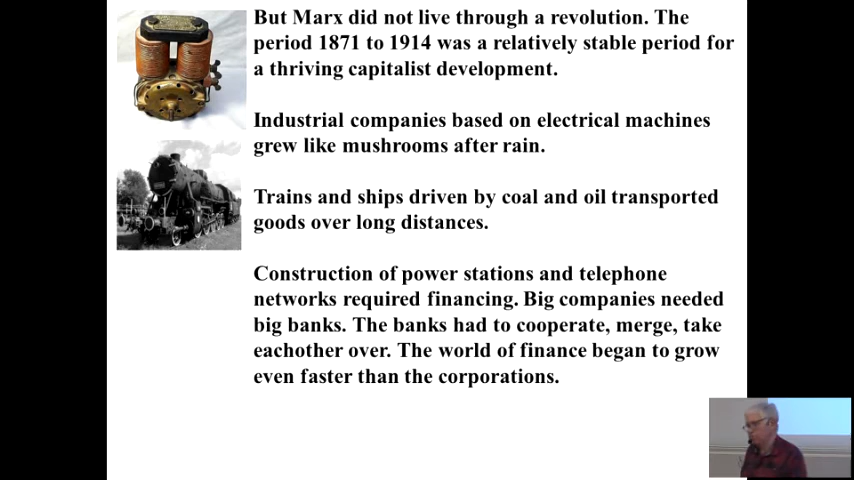 But Marx did not live through a revolution. The
period 1871 to 1914 was a relatively stable period for
a thriving capitalist development.
Industrial companies based on electrical machines
grew like mushrooms after rain.
Trains and ships driven by coal and oil transported
goods over long distances.
Construction of power stations and telephone
networks required financing. Big companies needed
big banks. The banks had to cooperate, merge, take
eachother over. The world of finance began to grow
even faster than the corporations.